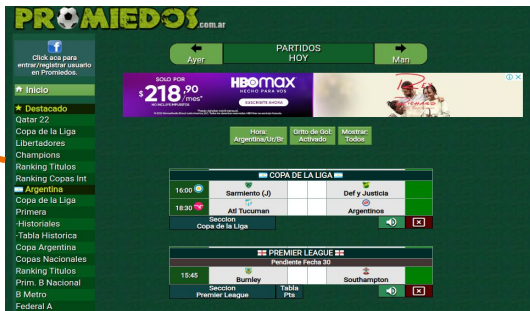 PROMIEDOS.com.ar
Click aca para
entrar/registrar usuario
en Promiedos.
Inicio
Destacado
Qatar 22
Copa de la Liga
Libertadores
Champions
Ranking Titulos
Ranking Copas Int
Argentina
Copa de la Liga
Primera
-Historiales
-Tabla Historica
Copa Argentina
Copas Nacionales
Ranking Titulos
Prim. B Nacional
B Metro
Federal A
Ayer
PARTIDOS
HOY
Man
SOLO POR
$218,90
/mes*
HBOmax
HECHO PARA NOS
SUSCRIBITE AHORA
Hora:
Argentina/Ur/Br
Grito de Gol:
Activado
Mostrar:
Todos
COPA DE LA LIGA
16:00
Sarmiento (J)
Def y Justicia
18:30
Atl Tucuman
Argentinos
Seccion
Copa de la Liga
PREMIER LEAGUE
Pendiente Fecha 30
15:45
Burnley
Southampton
Seccion
Premier League
Tabla
Pts